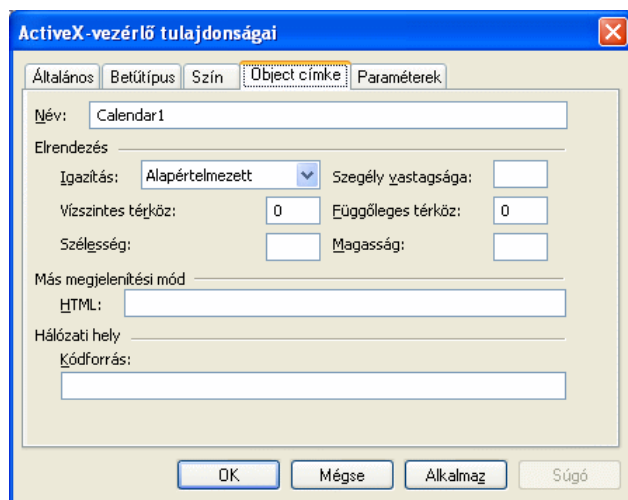 ActiveX-vezérlő tulajdonságai
Általános Betűtípus Szín Object címke Paraméterek
Név: Calendar1
Elrendezés
Igazítás: Alapértelmezett Szegély vastagsága:
Vízszintes térköz: 0 Függőleges térköz: 0
Szélesség: Magasság:
Más megjelenítési mód
HTML:
Hálózati hely
Kódforrás:
OK Mégse Alkalmaz Súgó